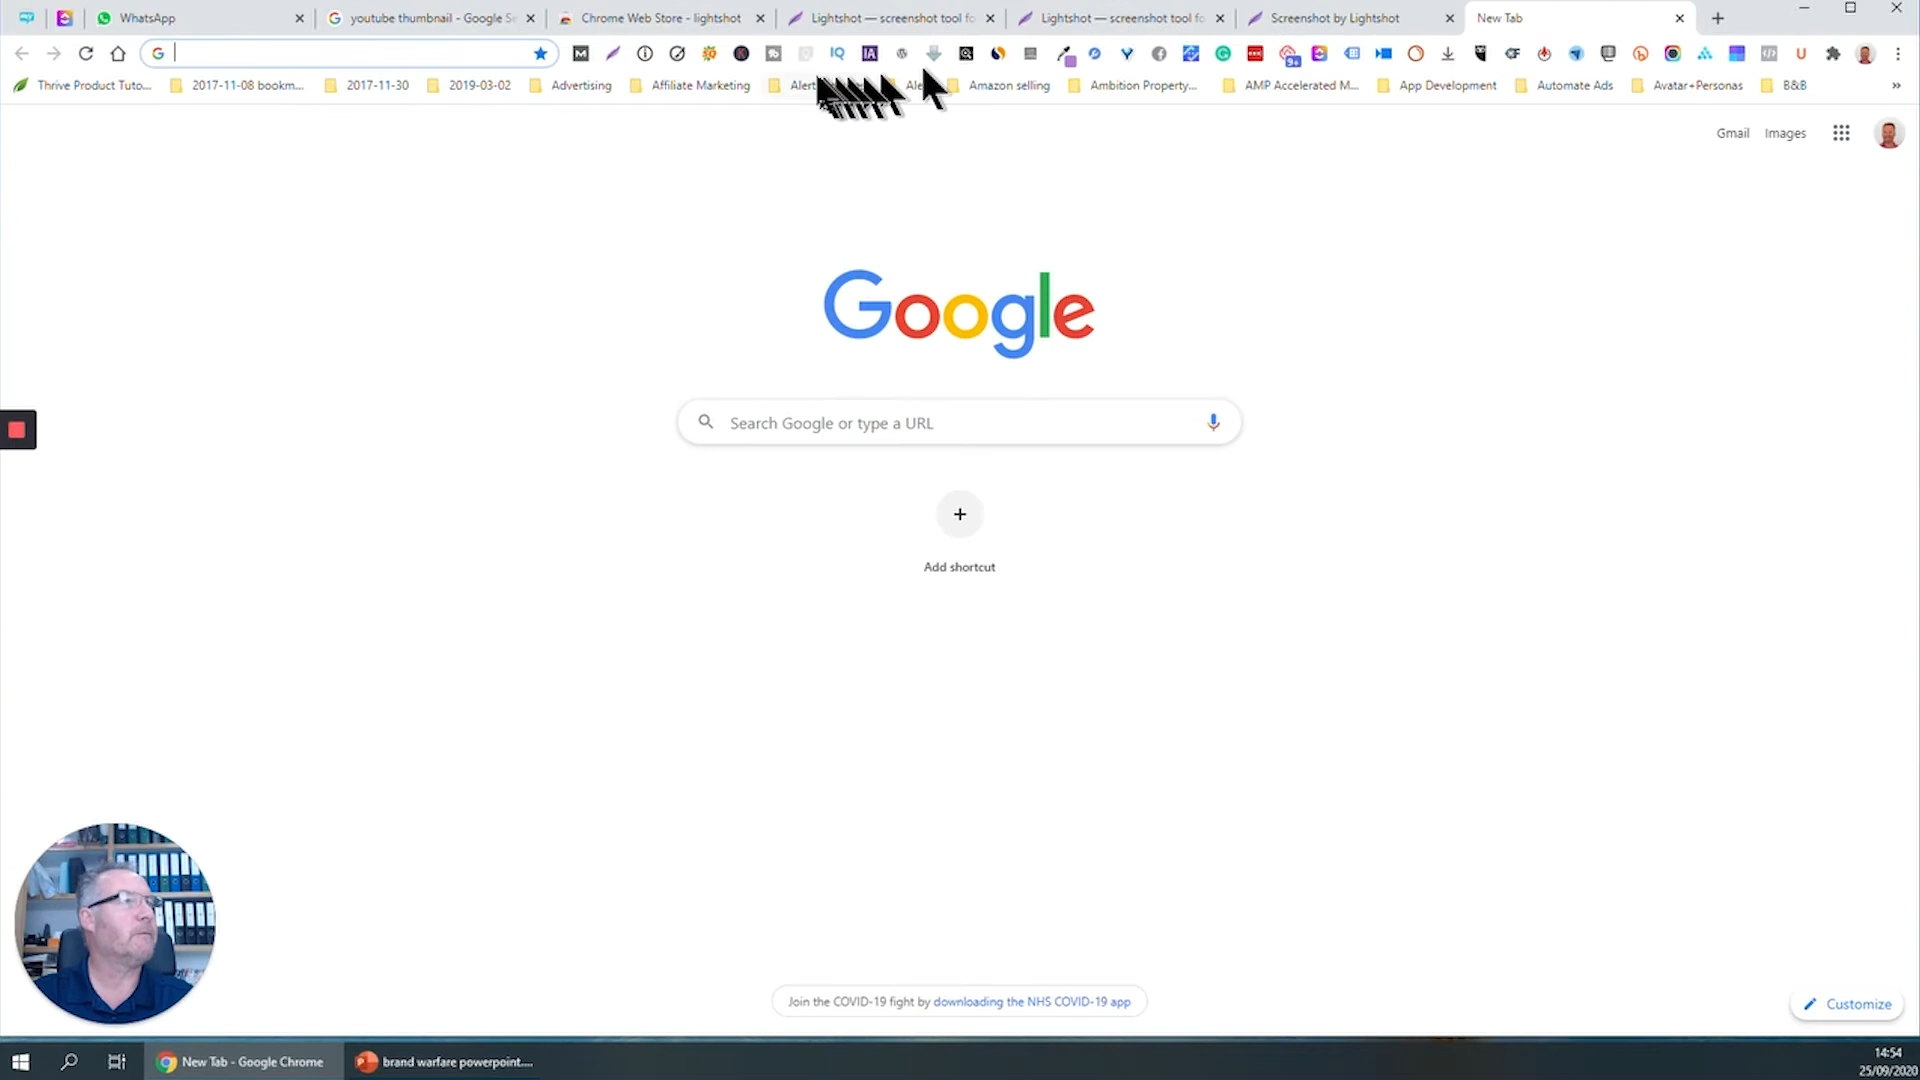 WhatsApp
youtube thumbnail - Google Se
Chrome Web Store - lightshot
Lightshot — screenshot tool fo
Lightshot — screenshot tool fo
Screenshot by Lightshot
New Tab
IQ
IA
9+
Thrive Product Tuto...
2017-11-08 bookm...
2017-11-30
2019-03-02
Advertising
Affiliate Marketing
Amazon selling
Ambition Property...
AMP Accelerated M...
App Development
Automate Ads
Avatar+Personas
B&B
Gmail
Images
Google
Search Google or type a URL
Add shortcut
Join the COVID-19 fight by downloading the NHS COVID-19 app
Customize
New Tab - Google Chrome
brand warfare powerpoint....
14:54
25/09/2020